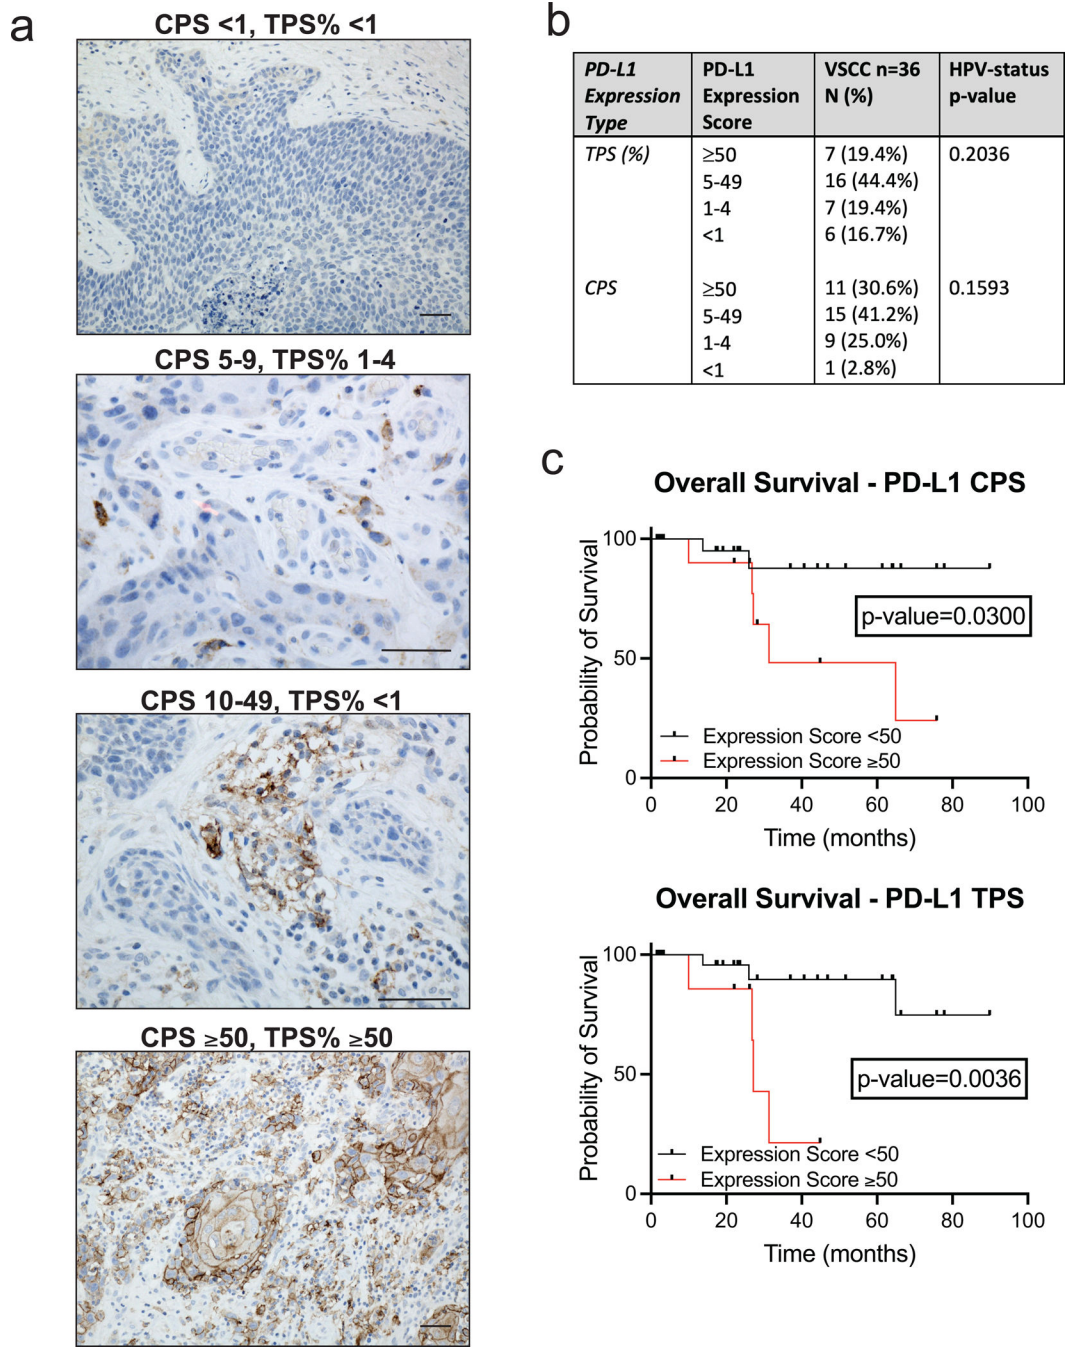 a
CPS <1, TPS% <1
CPS 5-9, TPS% 1-4
CPS 10-49, TPS% <1
CPS ≥50, TPS% ≥50
b
PD-L1 Expression Type | PD-L1 Expression Score | VSCC n=36 N (%) | HPV-status p-value
TPS (%) | ≥50 | 7 (19.4%) | 0.2036
5-49 | 16 (44.4%)
1-4 | 7 (19.4%)
<1 | 6 (16.7%)
CPS | ≥50 | 11 (30.6%) | 0.1593
5-49 | 15 (41.2%)
1-4 | 9 (25.0%)
<1 | 1 (2.8%)
c
Overall Survival - PD-L1 CPS
Probability of Survival
100
50
0
p-value=0.0300
Expression Score <50
Expression Score ≥50
0 20 40 60 80 100
Time (months)
Overall Survival - PD-L1 TPS
Probability of Survival
100
50
0
p-value=0.0036
Expression Score <50
Expression Score ≥50
0 20 40 60 80 100
Time (months)